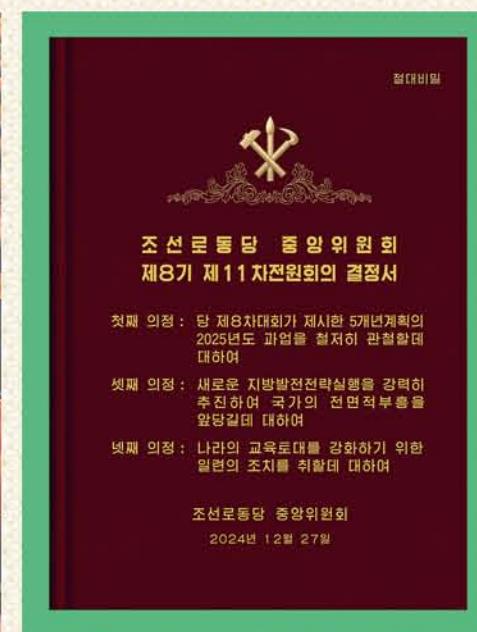 절대비밀
조선로동당 중앙위원회
제8기 제11차전원회의 결정서
첫째 의정 : 당 제8차대회가 제시한 5개년계획의
2025년도 과업을 철저히 관철할데
대하여
셋째 의정 : 새로운 지방발전전략실행을 강력히
추진하여 국가의 전면적부흥을
앞당길데 대하여
넷째 의정 : 나라의 교육토대를 강화하기 위한
일련의 조치를 취할데 대하여
조선로동당 중앙위원회
2024년 12월 27일